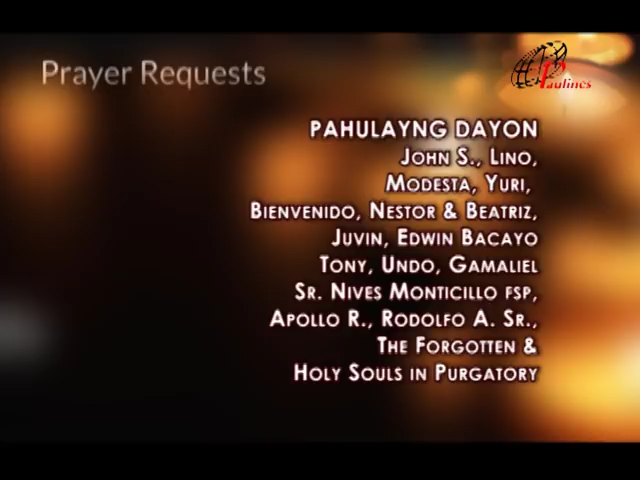 Prayer Requests
Paulines
PAHULAYNG DAYON
JOHN S., LINO,
MODESTA, YURI,
BIENVENIDO, NESTOR & BEATRIZ,
JUVIN, EDWIN BACAYO
TONY, UNDO, GAMALIEL
SR. NIVES MONTICILLO FSP,
APOLLO R., RODOLFO A. SR.,
THE FORGOTTEN &
HOLY SOULS IN PURGATORY